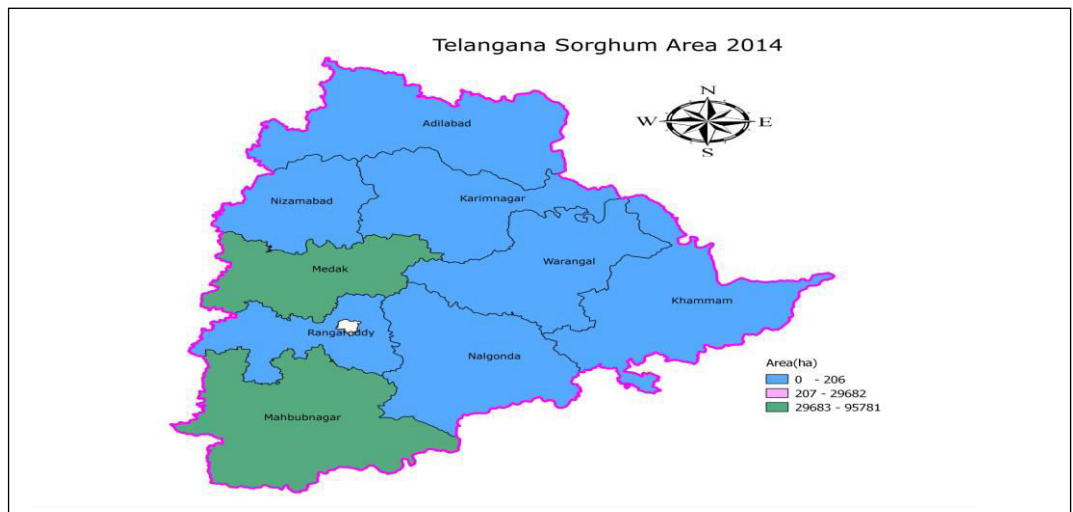 Telangana Sorghum Area 2014
N
W E
S
Adilabad
Nizamabad
Karimnagar
Medak
Warangal
Khammam
Rangareddy
Nalgonda
Mahbubnagar
Area(ha)
0 - 206
207 - 29682
29683 - 95781